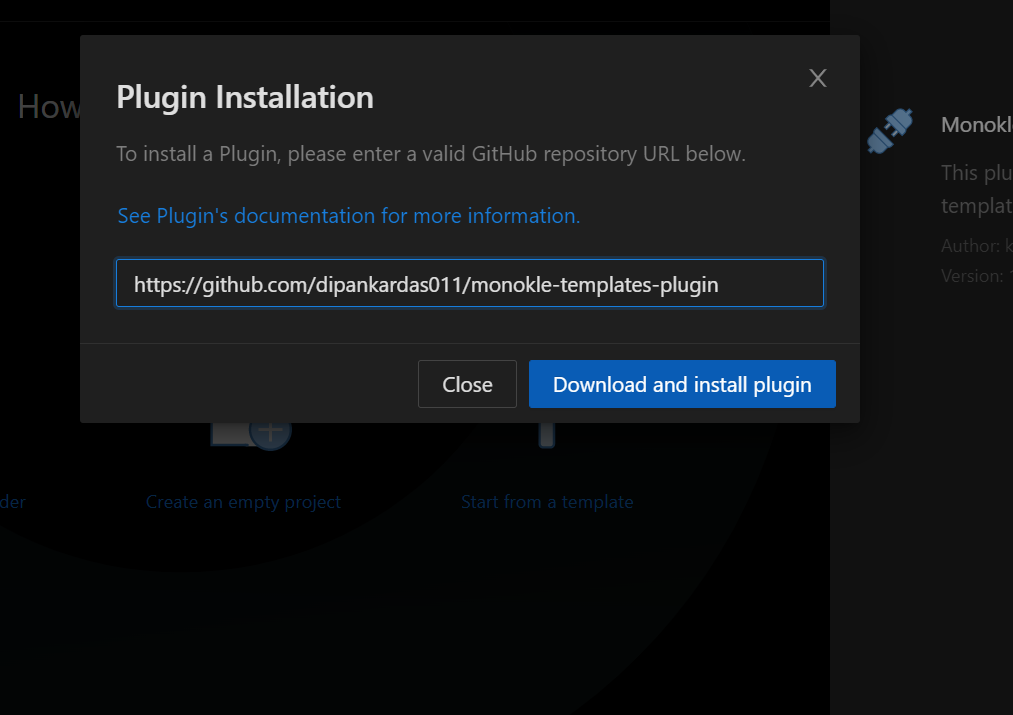 Plugin Installation
To install a Plugin, please enter a valid GitHub repository URL below.
See Plugin's documentation for more information.
https://github.com/dipankardas011/monokle-templates-plugin
Close
Download and install plugin
How
Monokl
This plu
templat
Author: k
Version: 1
der
Create an empty project
Start from a template